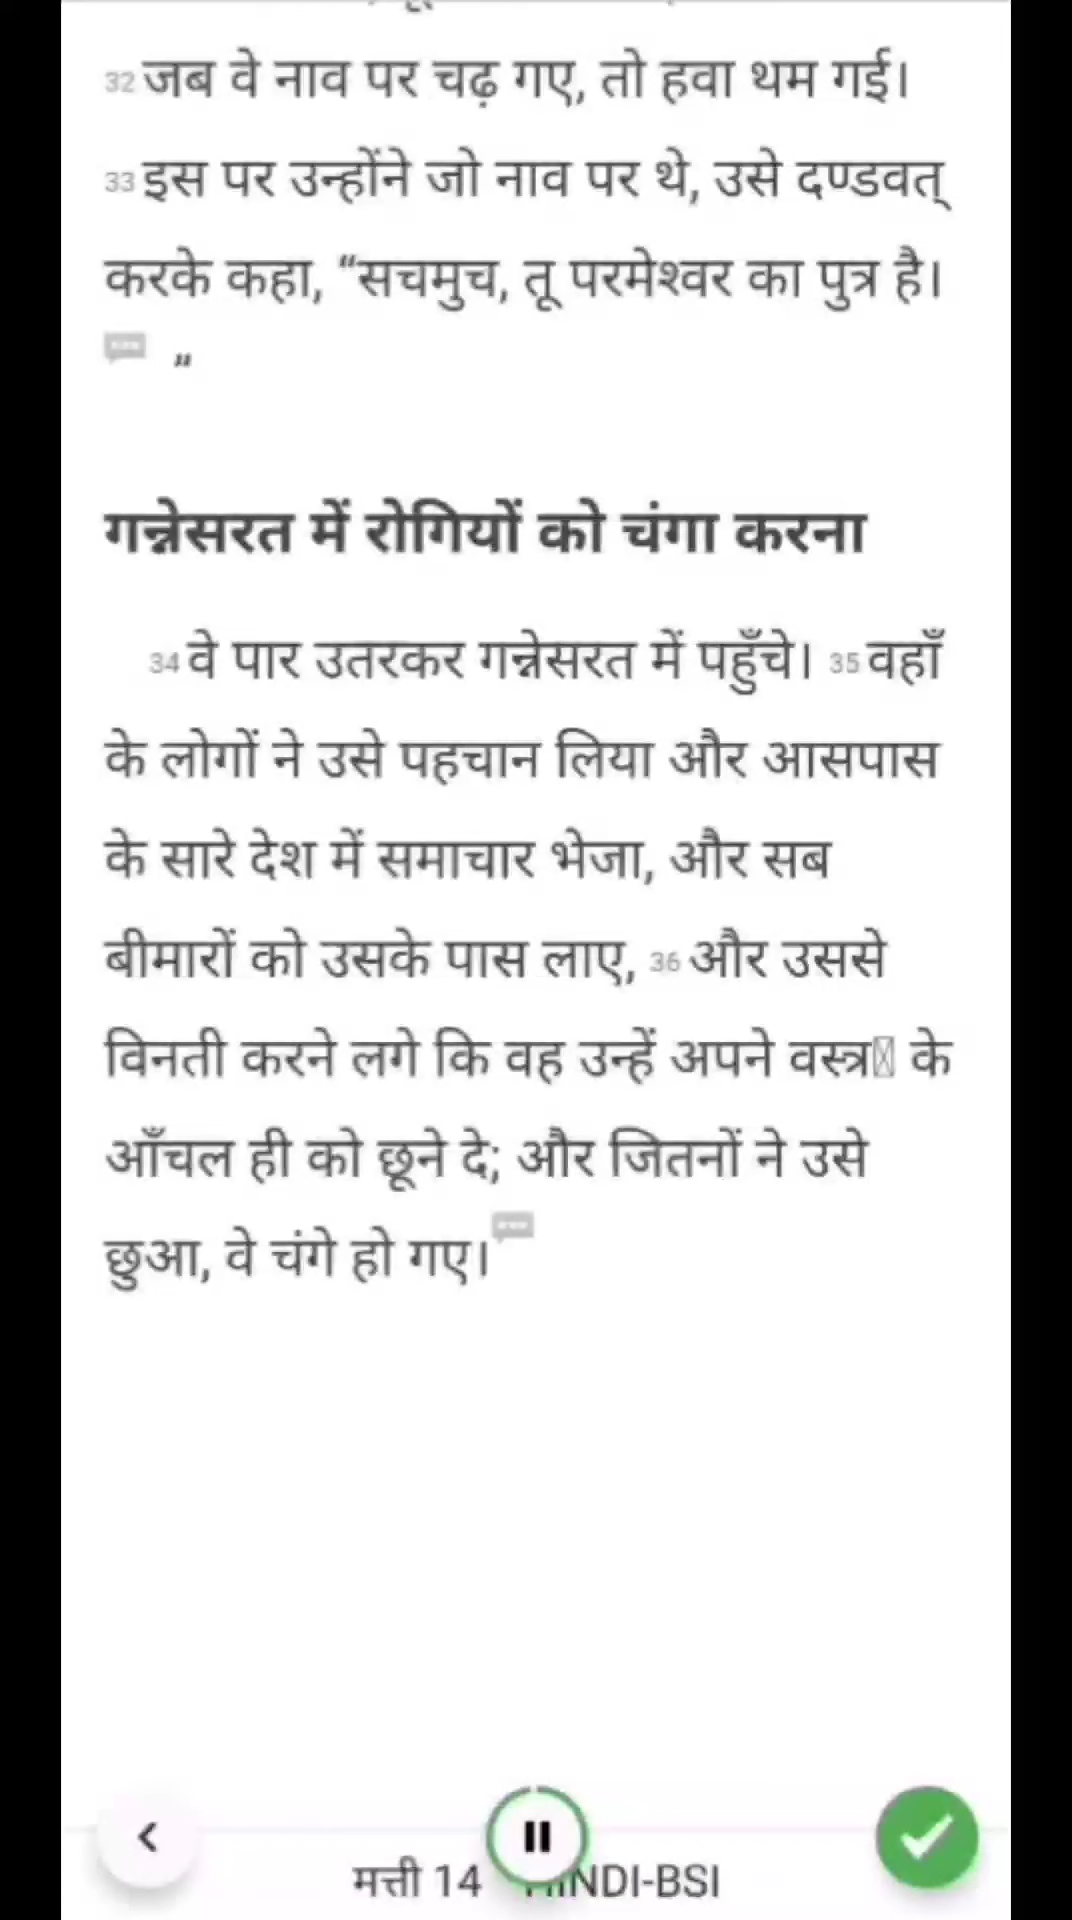 32 जब वे नाव पर चढ़ गए, तो हवा थम गई।
33 इस पर उन्होंने जो नाव पर थे, उसे दण्डवत्
करके कहा, “सचमुच, तू परमेश्वर का पुत्र है।
”
गन्नेसरत में रोगियों को चंगा करना
34 वे पार उतरकर गन्नेसरत में पहुँचे। 35 वहाँ
के लोगों ने उसे पहचान लिया और आसपास
के सारे देश में समाचार भेजा, और सब
बीमारों को उसके पास लाए, 36 और उससे
विनती करने लगे कि वह उन्हें अपने वस्त्र के
आँचल ही को छूने दे; और जितनों ने उसे
छुआ, वे चंगे हो गए।
मत्ती 14 HINDI-BSI